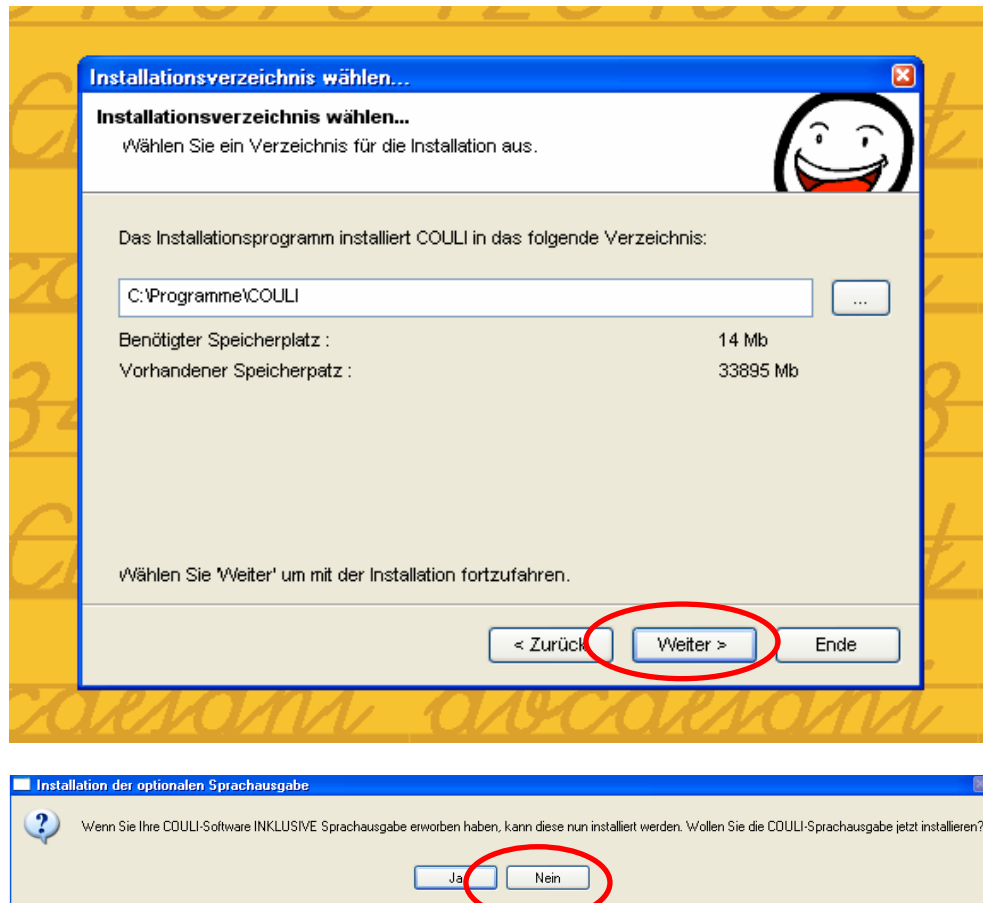 Installationsverzeichnis wählen...
Installationsverzeichnis wählen...
Wählen Sie ein Verzeichnis für die Installation aus.
Das Installationsprogramm installiert COULI in das folgende Verzeichnis:
C:\Programme\COULI
...
Benötigter Speicherplatz : 14 Mb
Vorhandener Speicherpatz : 33895 Mb
Wählen Sie 'Weiter' um mit der Installation fortzufahren.
< Zurück Weiter > Ende
Installation der optionalen Sprachausgabe
Wenn Sie Ihre COULI-Software INKLUSIVE Sprachausgabe erworben haben, kann diese nun installiert werden. Wollen Sie die COULI-Sprachausgabe jetzt installieren?
Ja Nein